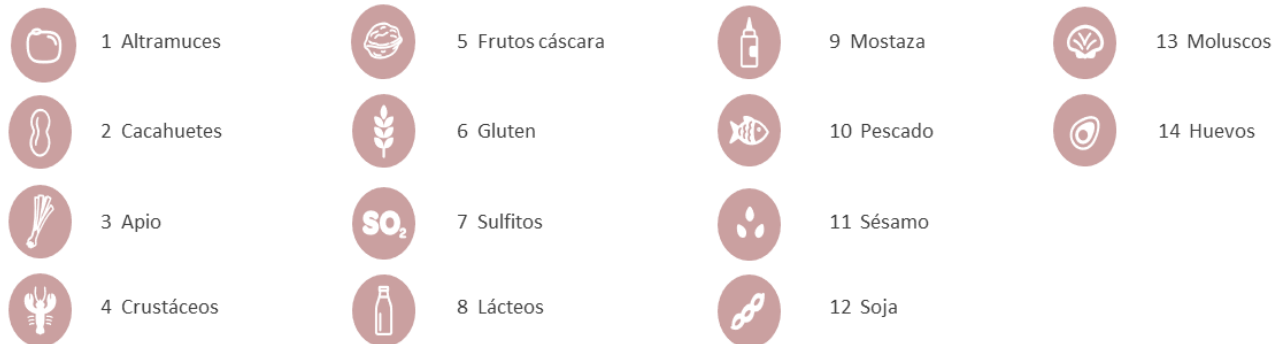 1 Altramuces
2 Cacahuetes
3 Apio
4 Crustáceos
5 Frutos cáscara
6 Gluten
SO2
7 Sulfitos
8 Lácteos
9 Mostaza
10 Pescado
11 Sésamo
12 Soja
13 Moluscos
14 Huevos